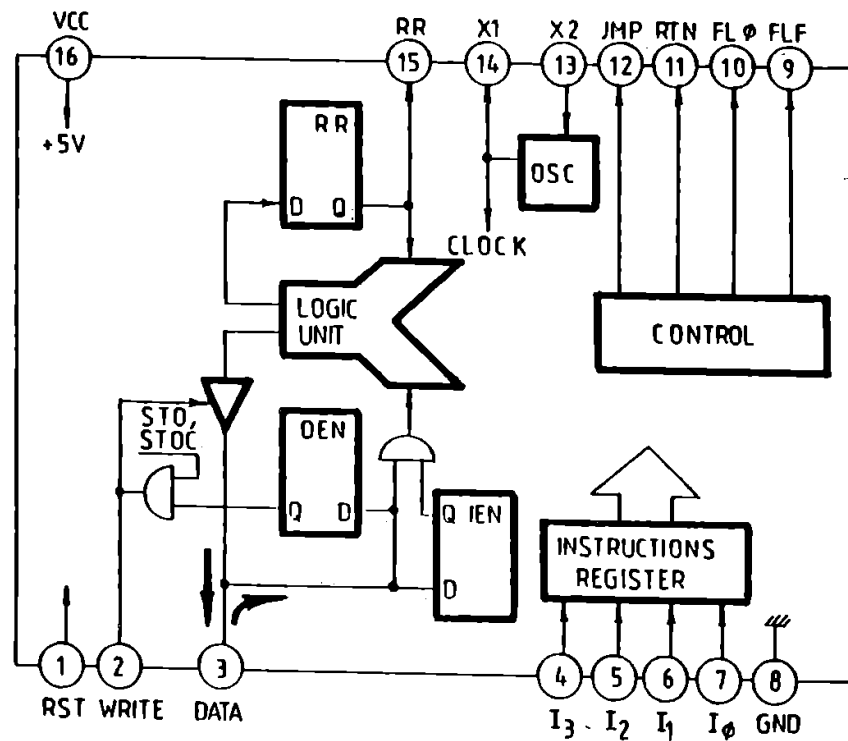 VCC RR X1 X2 JMP RTN FLØ FLF
16 15 14 13 12 11 10 9
+5V
RR
D Q
OSC
CLOCK
LOGIC
UNIT
CONTROL
STO,
STOC
OEN
Q D
Q IEN
D
INSTRUCTIONS
REGISTER
1 2 3 4 5 6 7 8
RST WRITE DATA I3 I2 I1 IØ GND